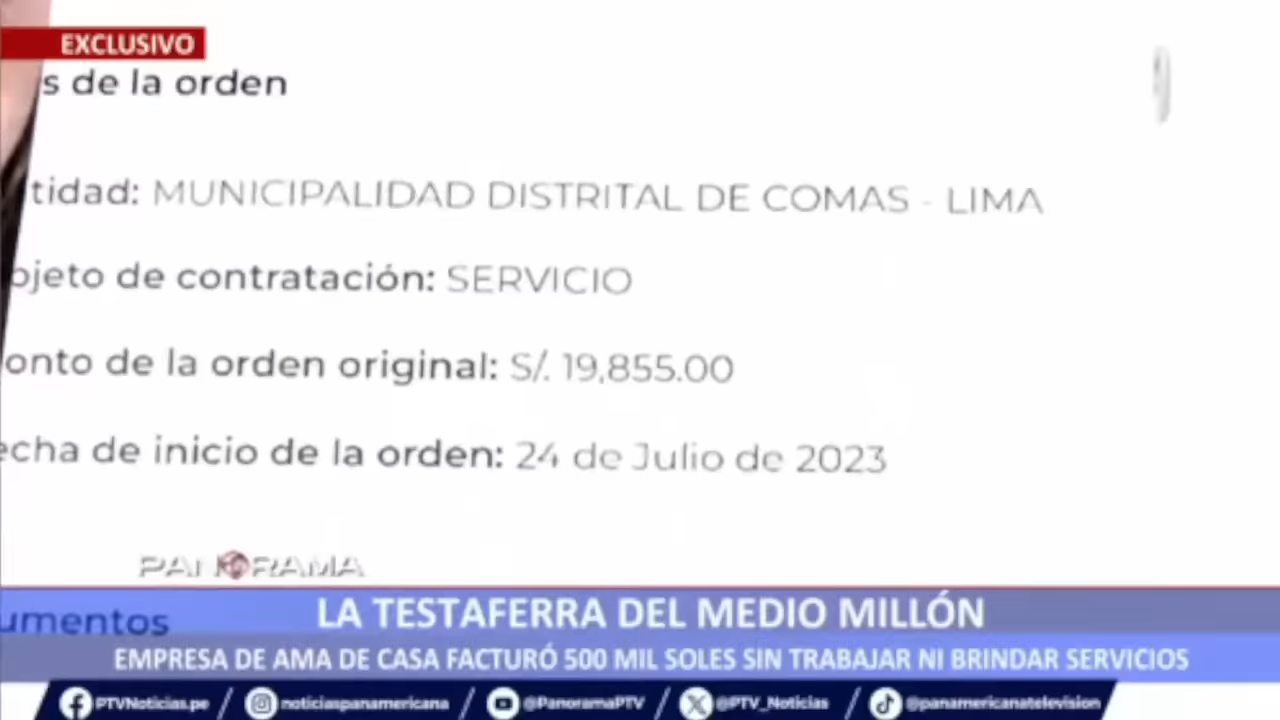 EXCLUSIVO
s de la orden
tidad: MUNICIPALIDAD DISTRITAL DE COMAS - LIMA
ojeto de contratación: SERVICIO
onto de la orden original: S/. 19,855.00
echa de inicio de la orden: 24 de Julio de 2023
PANORAMA
umentos
LA TESTAFERRA DEL MEDIO MILLÓN
EMPRESA DE AMA DE CASA FACTURÓ 500 MIL SOLES SIN TRABAJAR NI BRINDAR SERVICIOS
PTVNoticias.pe / noticiaspanamericana / @PanoramaPTV / @PTV_Noticias / @panamericanatelevision